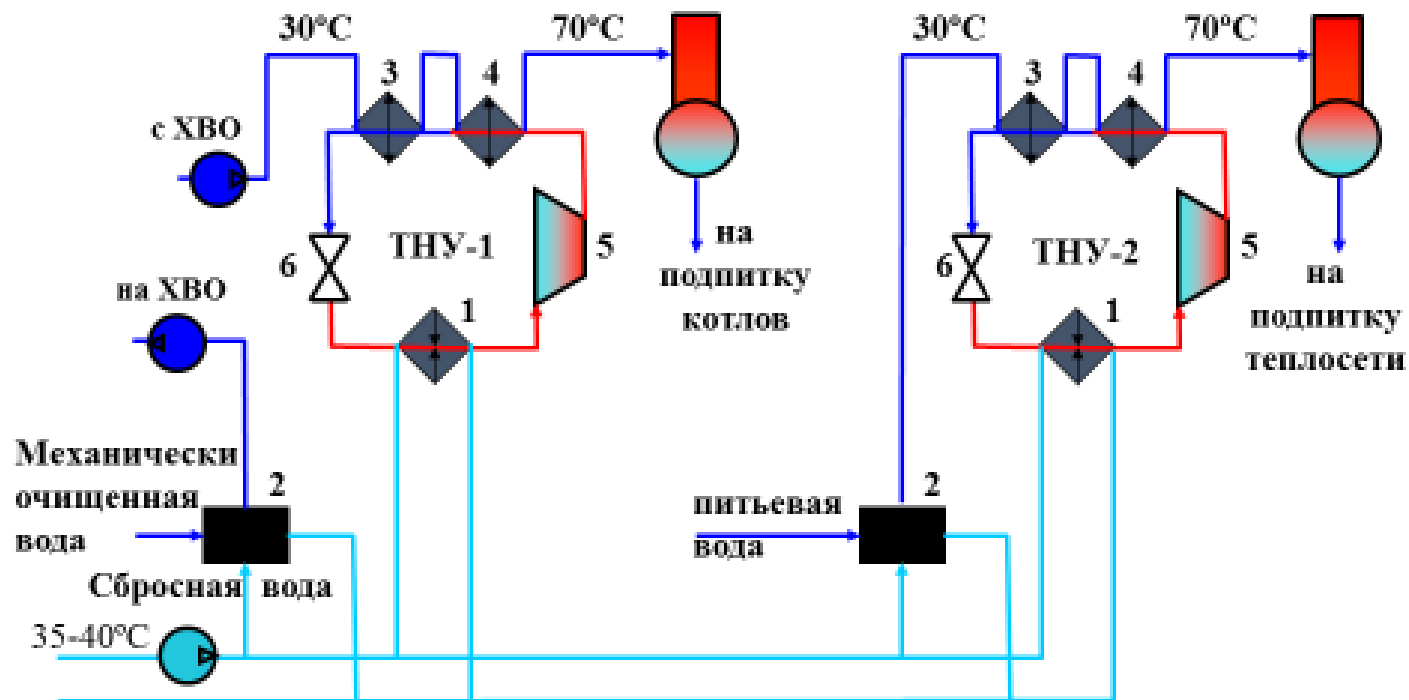 30°C
70°C
30°C
70°C
3
4
3
4
с ХВО
ТНУ-1
5
6
на
подпитку
котлов
ТНУ-2
5
6
на
подпитку
теплосети
на ХВО
1
1
Механически
очищенная
вода
2
питьевая
вода
2
Сбросная вода
35-40°C